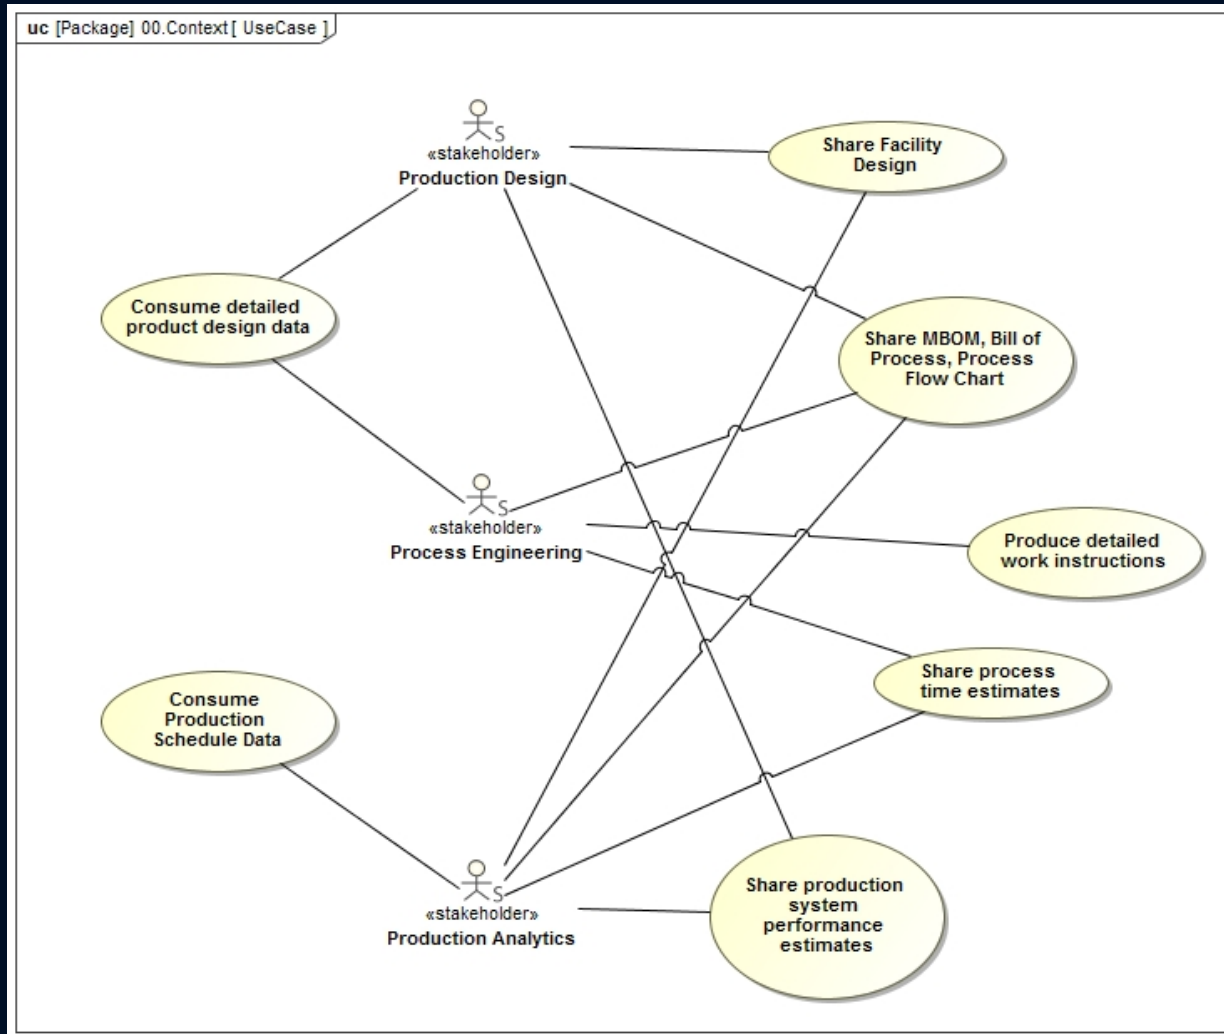 uc [Package] 00.Context [ UseCase ]
«stakeholder»
Production Design
Share Facility
Design
Consume detailed
product design data
Share MBOM, Bill of
Process, Process
Flow Chart
«stakeholder»
Process Engineering
Produce detailed
work instructions
Share process
time estimates
Consume
Production
Schedule Data
«stakeholder»
Production Analytics
Share production
system
performance
estimates